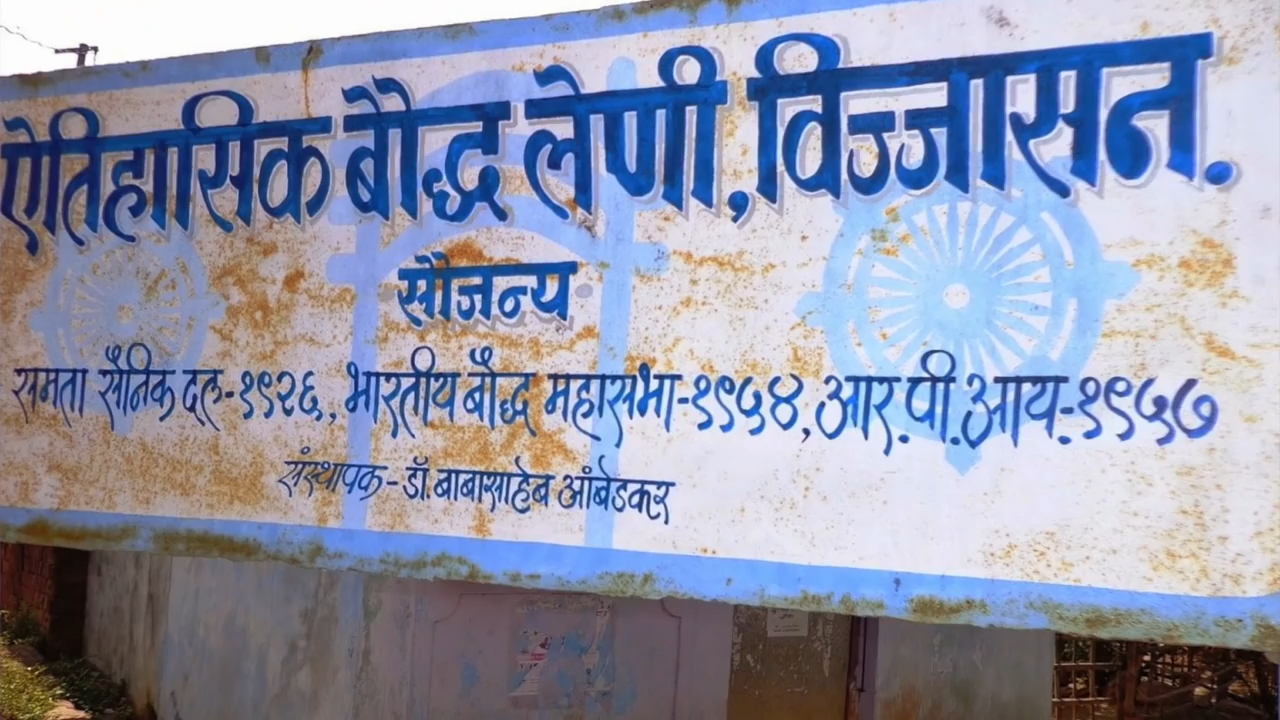 ऐतिहासिक बौद्ध लेणी, विज्जासन.
सौजन्य
समता सैनिक दल-१९२६, भारतीय बौद्ध महासभा-१९५४, आर.पी.आय.-१९५७
संस्थापक-डॉ. बाबासाहेब आंबेडकर